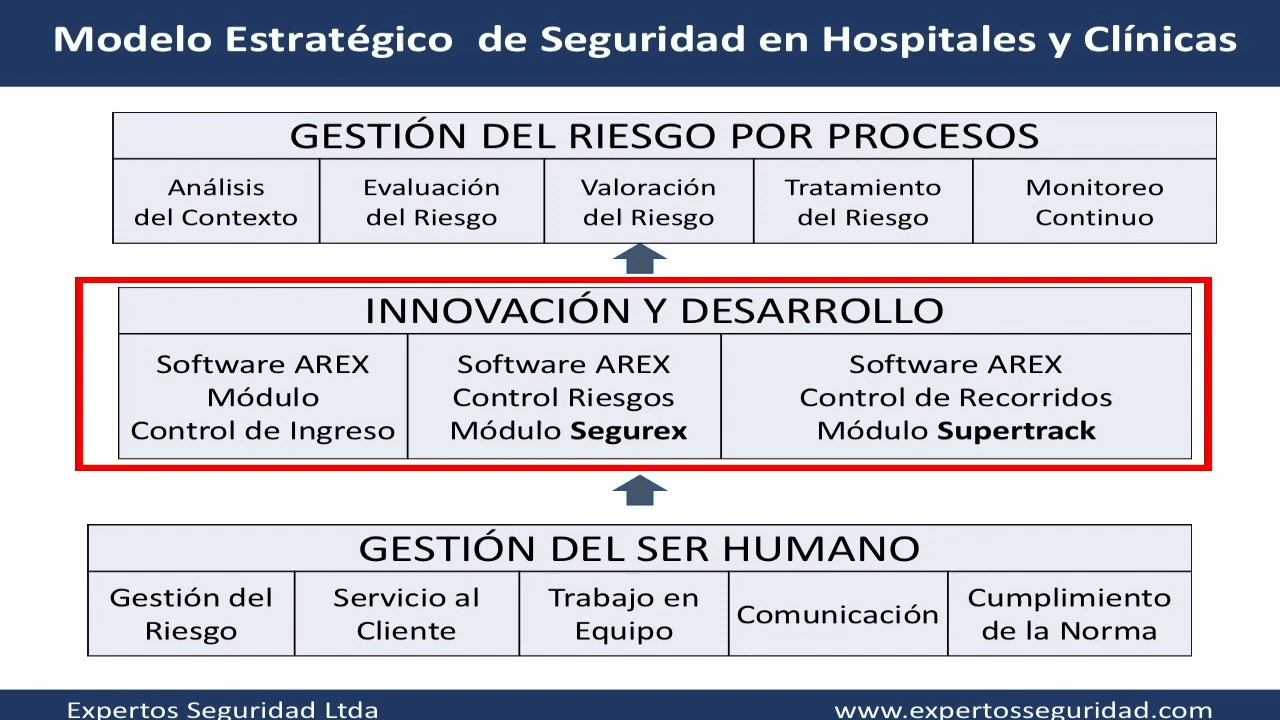 Modelo Estratégico de Seguridad en Hospitales y Clínicas
GESTIÓN DEL RIESGO POR PROCESOS
Análisis
del Contexto
Evaluación
del Riesgo
Valoración
del Riesgo
Tratamiento
del Riesgo
Monitoreo
Continuo
INNOVACIÓN Y DESARROLLO
Software AREX
Módulo
Control de Ingreso
Software AREX
Control Riesgos
Módulo Segurex
Software AREX
Control de Recorridos
Módulo Supertrack
GESTIÓN DEL SER HUMANO
Gestión del
Riesgo
Servicio al
Cliente
Trabajo en
Equipo
Comunicación
Cumplimiento
de la Norma
Expertos Seguridad Ltda
www.expertosseguridad.com